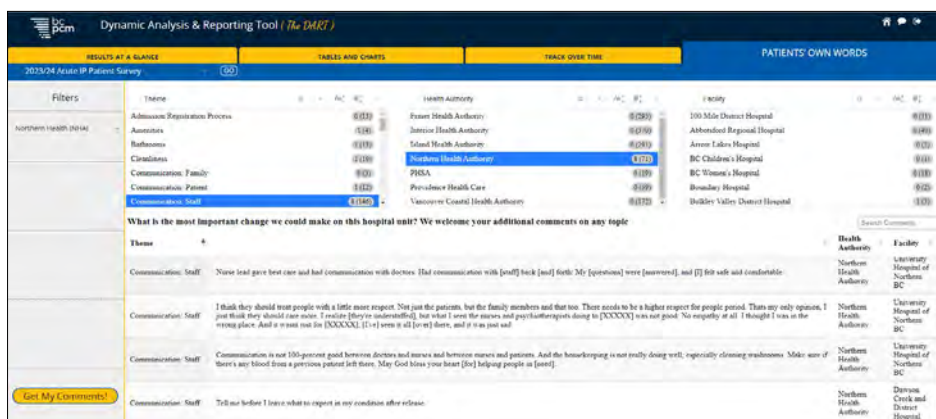 bc
pcm
Dynamic Analysis & Reporting Tool (The DART)
RESULTS AT A GLANCE
TABLES AND CHARTS
TRACK OVER TIME
PATIENTS' OWN WORDS
2023/24 Acute IP Patient Survey
GO
Filters
Northern Health (NHA)
Theme
Admission Registration Process
Amenities
Bathrooms
Cleanliness
Communication: Family
Communication: Patient
Communication: Staff
Health Authority
Fraser Health Authority
Interior Health Authority
Island Health Authority
Northern Health Authority
PHSA
Providence Health Care
Vancouver Coastal Health Authority
Facility
100 Mile District Hospital
Abbotsford Regional Hospital
Arrow Lakes Hospital
BC Children's Hospital
BC Women's Hospital
Boundary Hospital
Bulkley Valley District Hospital
What is the most important change we could make on this hospital unit? We welcome your additional comments on any topic
Search Comments
Theme
Health Authority
Facility
Communication: Staff
Nurse lead gave best care and had communication with doctors. Had communication with [staff] back [and] forth. My [questions] were [answered], and [I] felt safe and comfortable.
Northern Health Authority
University Hospital of Northern BC
Communication: Staff
I think they should treat people with a little more respect. Not just the patients, but the family members and that too. There needs to be a higher respect for people period. Thats my only opinion, I
just think they should care more. I realize [they're understaffed], but what I seen the nurses and psychiatherapists doing to [XXXXX] was not good. No empathy at all. I thought I was in the
wrong place. And it wasnt just for [XXXXX], [I've] seen it all [over] there, and it was just sad.
Northern Health Authority
University Hospital of Northern BC
Communication: Staff
Communication is not 100-percent good between doctors and nurses and between nurses and patients. And the housekeeping is not really doing well, especially cleaning washrooms. Make sure if
there's any blood from a previous patient left there. May God bless your heart [for] helping people in [need].
Northern Health Authority
University Hospital of Northern BC
Communication: Staff
Tell me before I leave what to expect in my condition after release.
Northern Health Authority
Dawson Creek and District Hospital
Get My Comments!